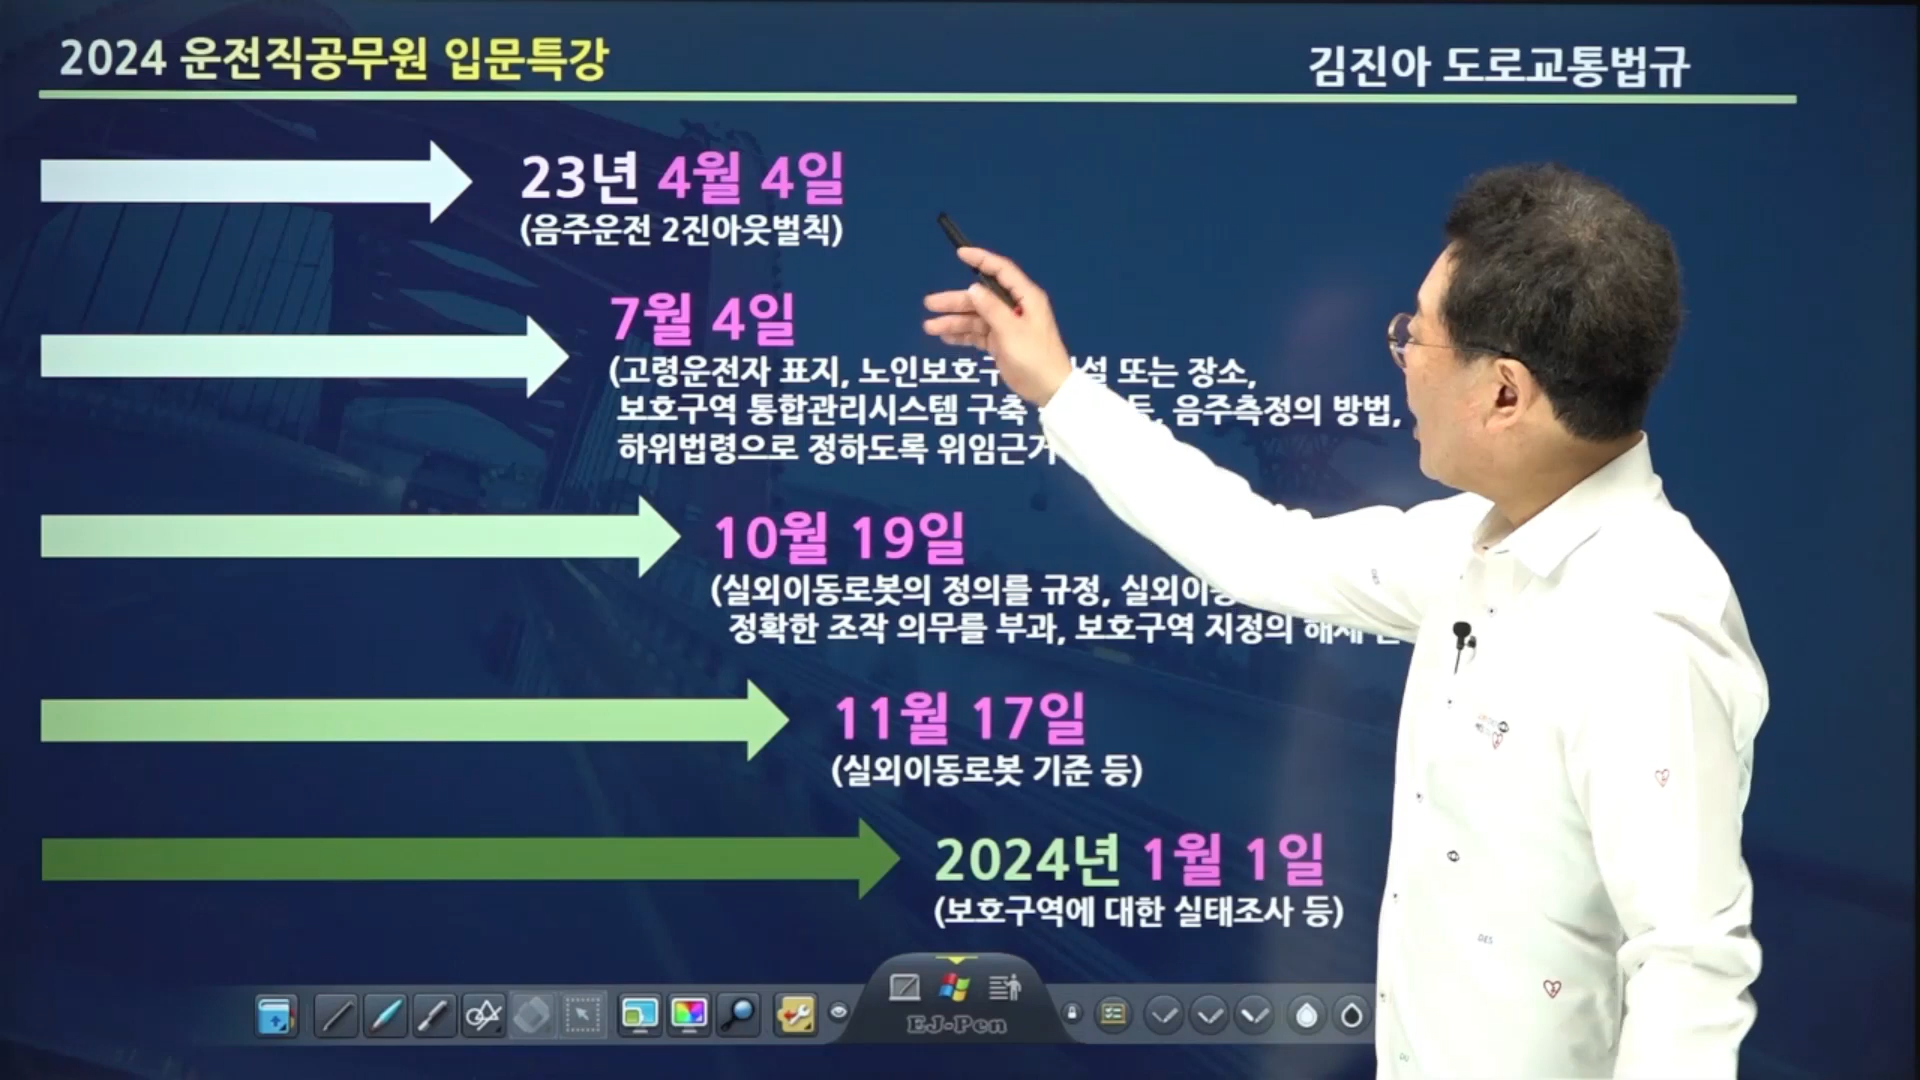 2024 운전직공무원 입문특강
김진아 도로교통법규
23년 4월 4일
(음주운전 2진아웃벌칙)
7월 4일
(고령운전자 표지, 노인보호구 또는 장소,
보호구역 통합관리시스템 구축 음주측정의 방법,
하위법령으로 정하도록 위임근거
10월 19일
(실외이동로봇의 정의를 규정,
정확한 조작 의무를 부과, 보호구역 지정의 해제
11월 17일
(실외이동로봇 기준 등)
2024년 1월 1일
(보호구역에 대한 실태조사 등)
EJ-Pen